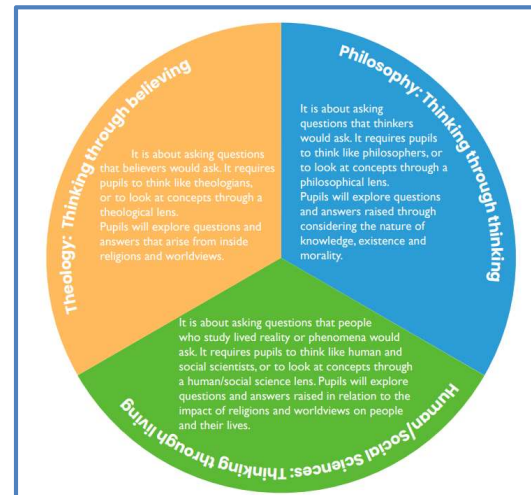 Theology: Thinking through believing
It is about asking questions
that believers would ask. It requires
pupils to think like theologians,
or to look at concepts through a
theological lens.
Pupils will explore questions and
answers that arise from inside
religions and worldviews.
Philosophy: Thinking through thinking
It is about asking
questions that thinkers
would ask. It requires pupils
to think like philosophers, or
to look at concepts through a
philosophical lens.
Pupils will explore questions
and answers raised through
considering the nature of
knowledge, existence and
morality.
It is about asking questions that people
who study lived reality or phenomena would
ask. It requires pupils to think like human and
social scientists, or to look at concepts through
a human/social science lens. Pupils will explore
questions and answers raised in relation to the
impact of religions and worldviews on people
and their lives.
Human/social Sciences: Thinking through living